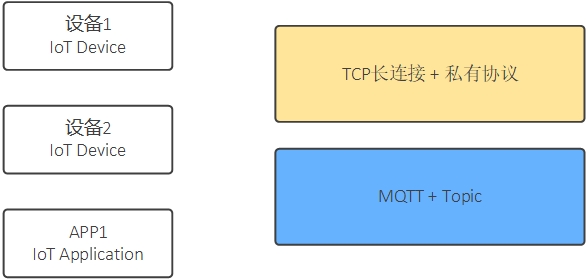 设备1
IoT Device
设备2
IoT Device
APP1
IoT Application
TCP长连接 + 私有协议
MQTT + Topic